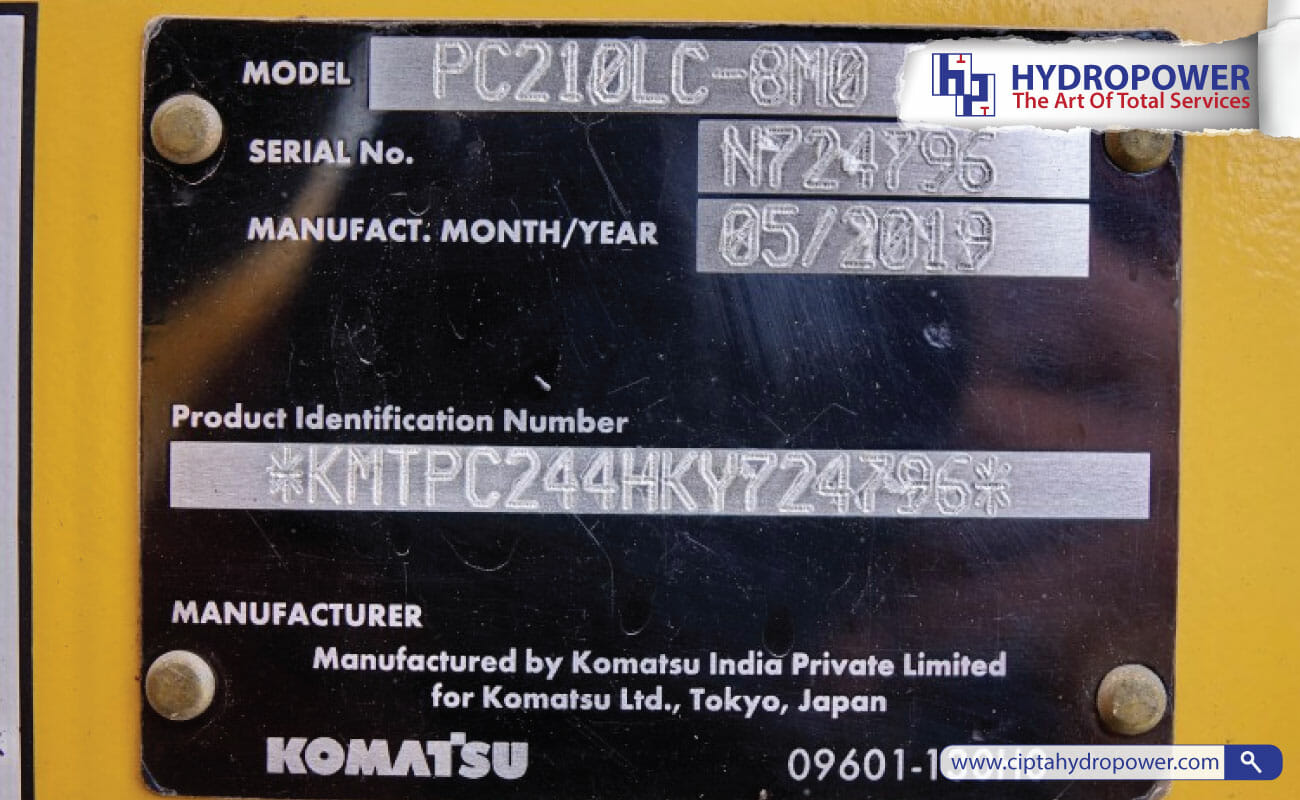 MODEL PC210LC-8M0
HYDROPOWER
The Art Of Total Services
SERIAL No. N724796
MANUFACT. MONTH/YEAR 05/2019
Product Identification Number
*KMTPC244HKY724796*
MANUFACTURER
Manufactured by Komatsu India Private Limited
for Komatsu Ltd., Tokyo, Japan
KOMATSU
www.ciptahydropower.com